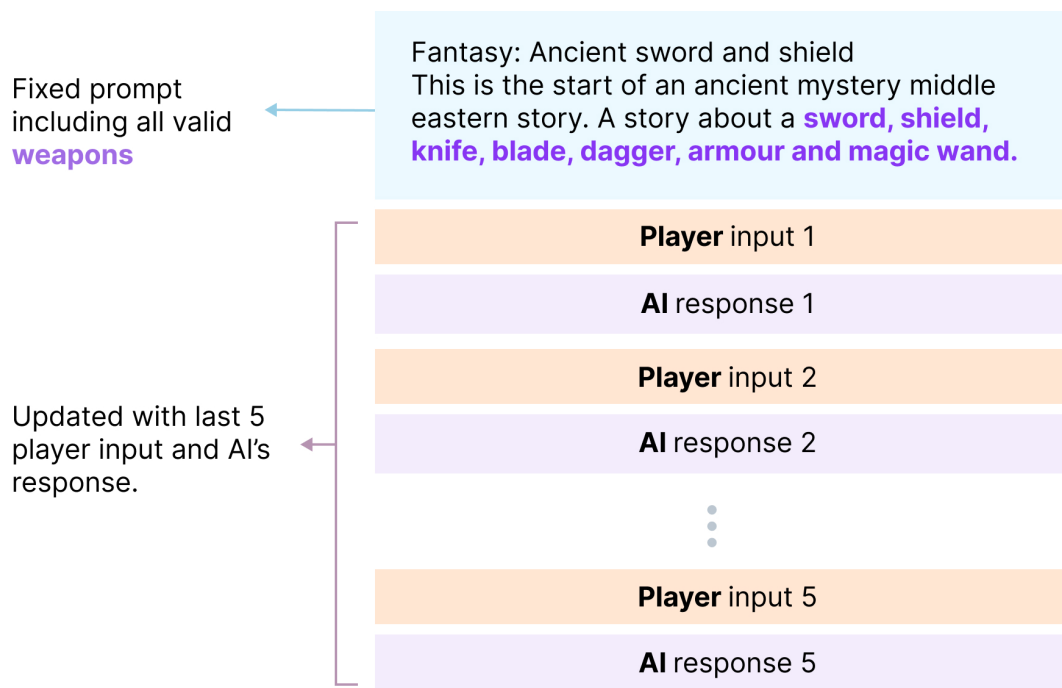 Fixed prompt
including all valid
weapons
Fantasy: Ancient sword and shield
This is the start of an ancient mystery middle
eastern story. A story about a sword, shield,
knife, blade, dagger, armour and magic wand.
Player input 1
AI response 1
Player input 2
AI response 2
Updated with last 5
player input and AI’s
response.
Player input 5
AI response 5